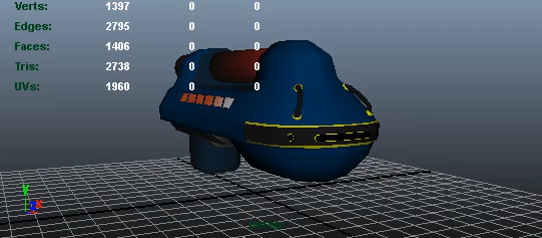 Verts: 1397 0 0
Edges: 2795 0 0
Faces: 1406 0 0
Tris: 2738 0 0
UVs: 1960 0 0
Y